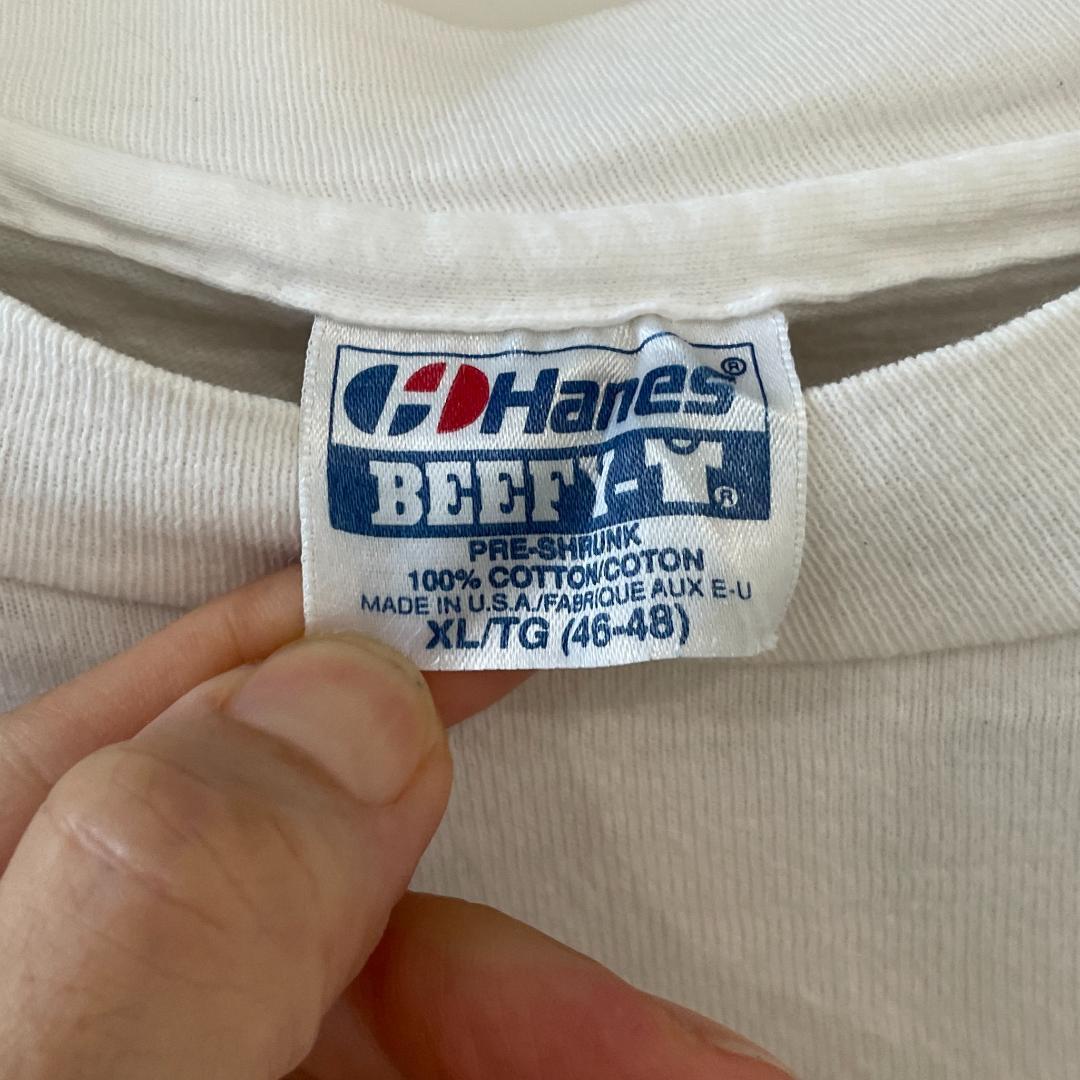 Hanes®
BEEFY-T®
PRE-SHRUNK
100% COTTON/COTON
MADE IN U.S.A./FABRIQUE AUX E-U
XL/TG (46-48)